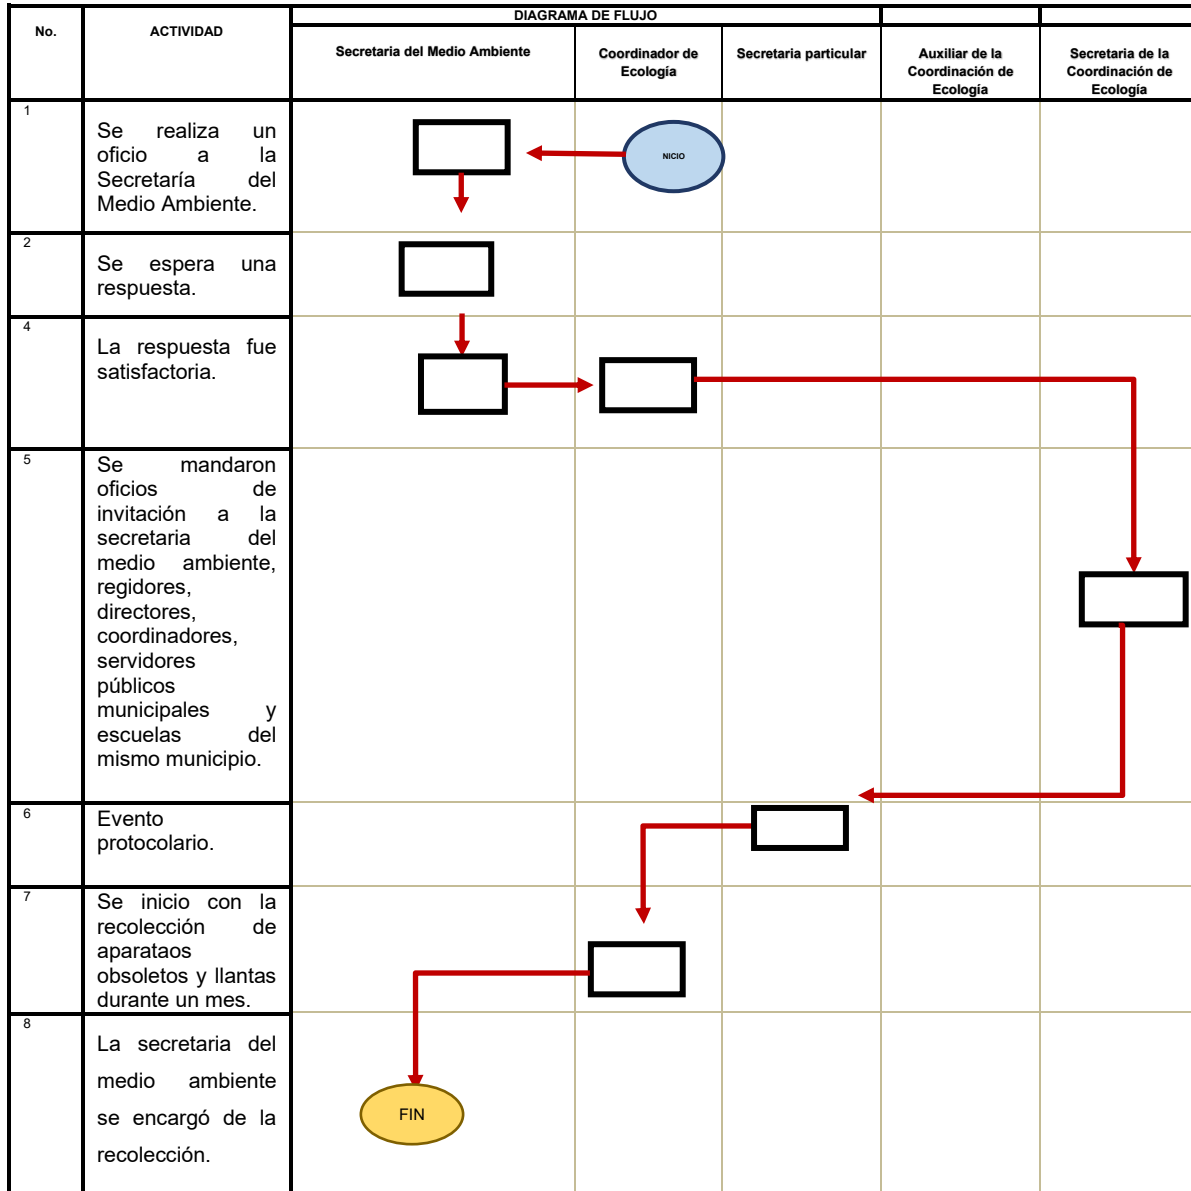 DIAGRAMA DE FLUJO
No.
ACTIVIDAD
Secretaria del Medio Ambiente
Coordinador de
Ecología
Secretaria particular
Auxiliar de la
Coordinación de
Ecología
Secretaria de la
Coordinación de
Ecología
1
Se realiza un
oficio a la
Secretaría del
Medio Ambiente.
NICIO
2
Se espera una
respuesta.
4
La respuesta fue
satisfactoria.
5
Se mandaron
oficios de
invitación a la
secretaria del
medio ambiente,
regidores,
directores,
coordinadores,
servidores
públicos
municipales y
escuelas del
mismo municipio.
6
Evento
protocolario.
7
Se inicio con la
recolección de
aparataos
obsoletos y llantas
durante un mes.
8
La secretaria del
medio ambiente
se encargó de la
recolección.
FIN